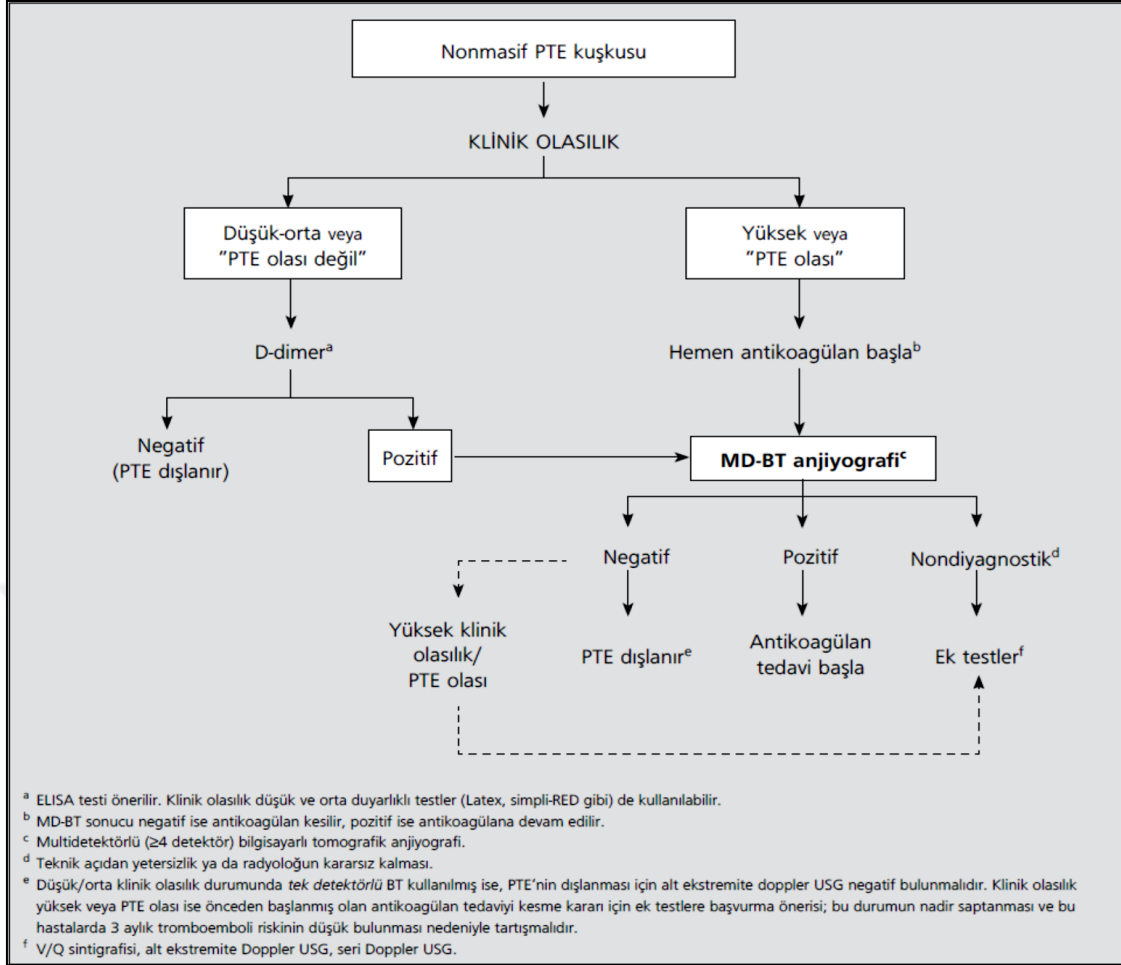 Nonmasif PTE kuşkusu
KLİNİK OLASILIK
Düşük-orta veya
"PTE olası değil"
Yüksek veya
"PTE olası"
D-dimerᵃ
Hemen antikoagülan başlaᵇ
Negatif
(PTE dışlanır)
Pozitif
MD-BT anjiyografiᶜ
Negatif
Pozitif
Nondiyagnostikᵈ
Yüksek klinik
olasılık/
PTE olası
PTE dışlanırᵉ
Antikoagülan
tedavi başla
Ek testlerᶠ
ᵃ ELISA testi önerilir. Klinik olasılık düşük ve orta duyarlıklı testler (Latex, simpli-RED gibi) de kullanılabilir.
ᵇ MD-BT sonucu negatif ise antikoagülan kesilir, pozitif ise antikoagülana devam edilir.
ᶜ Multidetektörlü (≥4 detektör) bilgisayarlı tomografik anjiyografi.
ᵈ Teknik açıdan yetersizlik ya da radyoloğun kararsız kalması.
ᵉ Düşük/orta klinik olasılık durumunda tek detektörlü BT kullanılmış ise, PTE'nin dışlanması için alt ekstremite doppler USG negatif bulunmalıdır. Klinik olasılık
yüksek veya PTE olası ise önceden başlanmış olan antikoagülan tedaviyi kesme kararı için ek testlere başvurma önerisi; bu durumun nadir saptanması ve bu
hastalarda 3 aylık tromboemboli riskinin düşük bulunması nedeniyle tartışmalıdır.
ᶠ V/Q sintigrafisi, alt ekstremite Doppler USG, seri Doppler USG.